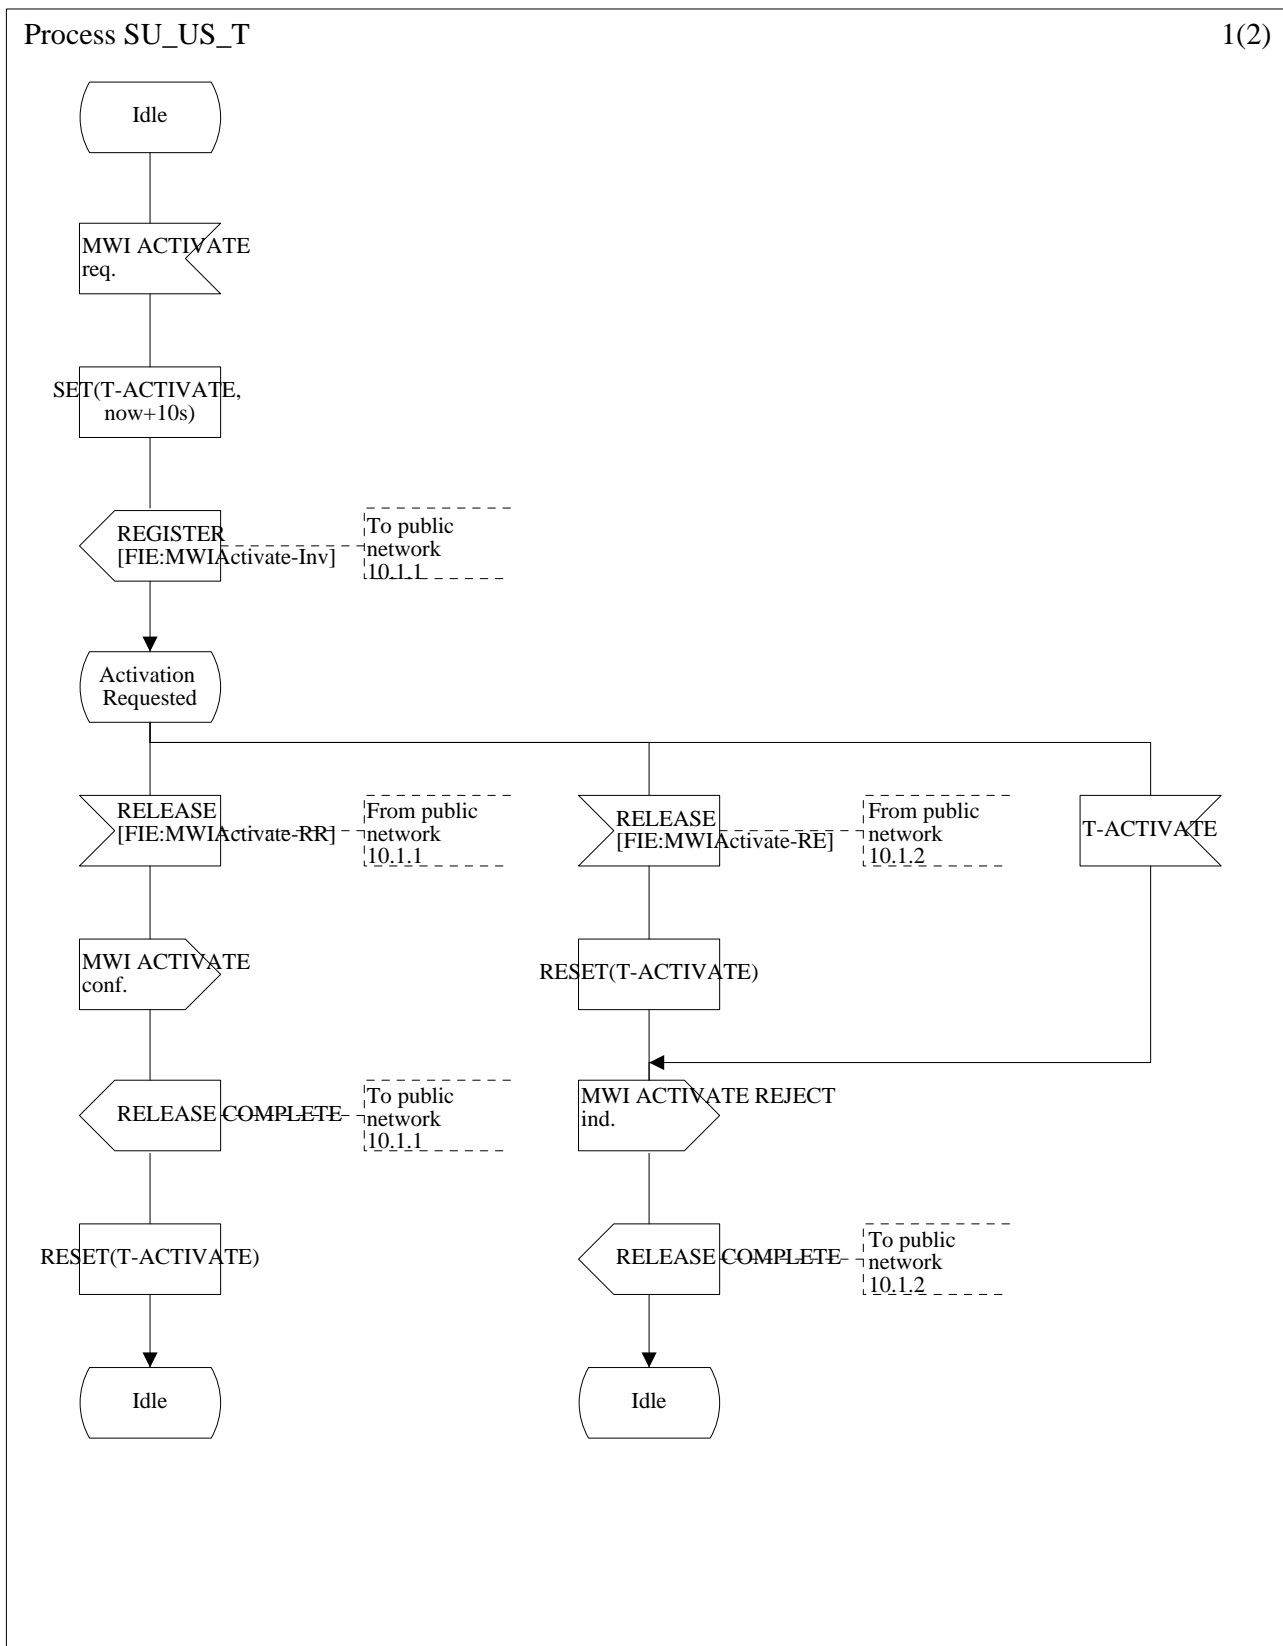 Process SU_US_T
1(2)
Idle
MWI ACTIVATE
req.
SET(T-ACTIVATE,
now+10s)
REGISTER
[FIE:MWIActivate-Inv]
To public
network
10.1.1
Activation
Requested
RELEASE
[FIE:MWIActivate-RR]
From public
network
10.1.1
RELEASE
[FIE:MWIActivate-RE]
From public
network
10.1.2
T-ACTIVATE
MWI ACTIVATE
conf.
RESET(T-ACTIVATE)
RELEASE COMPLETE
To public
network
10.1.1
MWI ACTIVATE REJECT
ind.
RESET(T-ACTIVATE)
RELEASE COMPLETE
To public
network
10.1.2
Idle
Idle